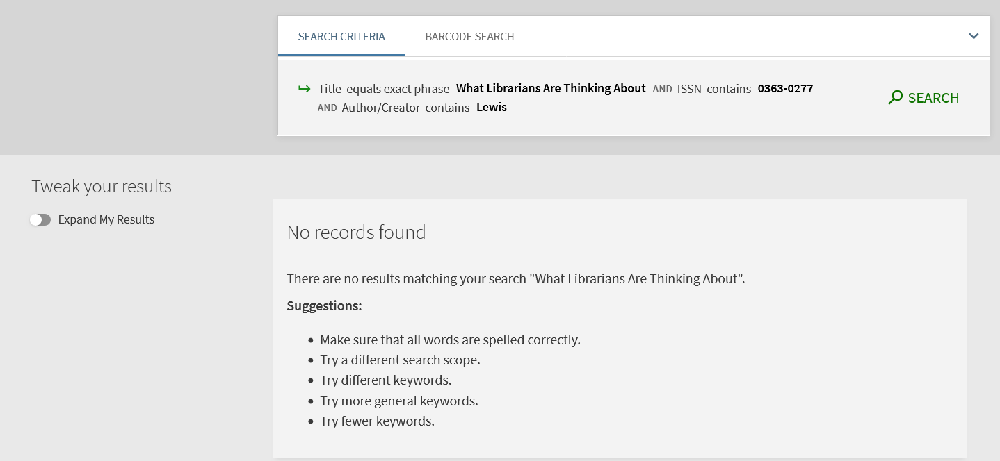 SEARCH CRITERIA BARCODE SEARCH
Title equals exact phrase What Librarians Are Thinking About AND ISSN contains 0363-0277
AND Author/Creator contains Lewis
SEARCH
Tweak your results
Expand My Results
No records found
There are no results matching your search "What Librarians Are Thinking About".
Suggestions:
• Make sure that all words are spelled correctly.
• Try a different search scope.
• Try different keywords.
• Try more general keywords.
• Try fewer keywords.